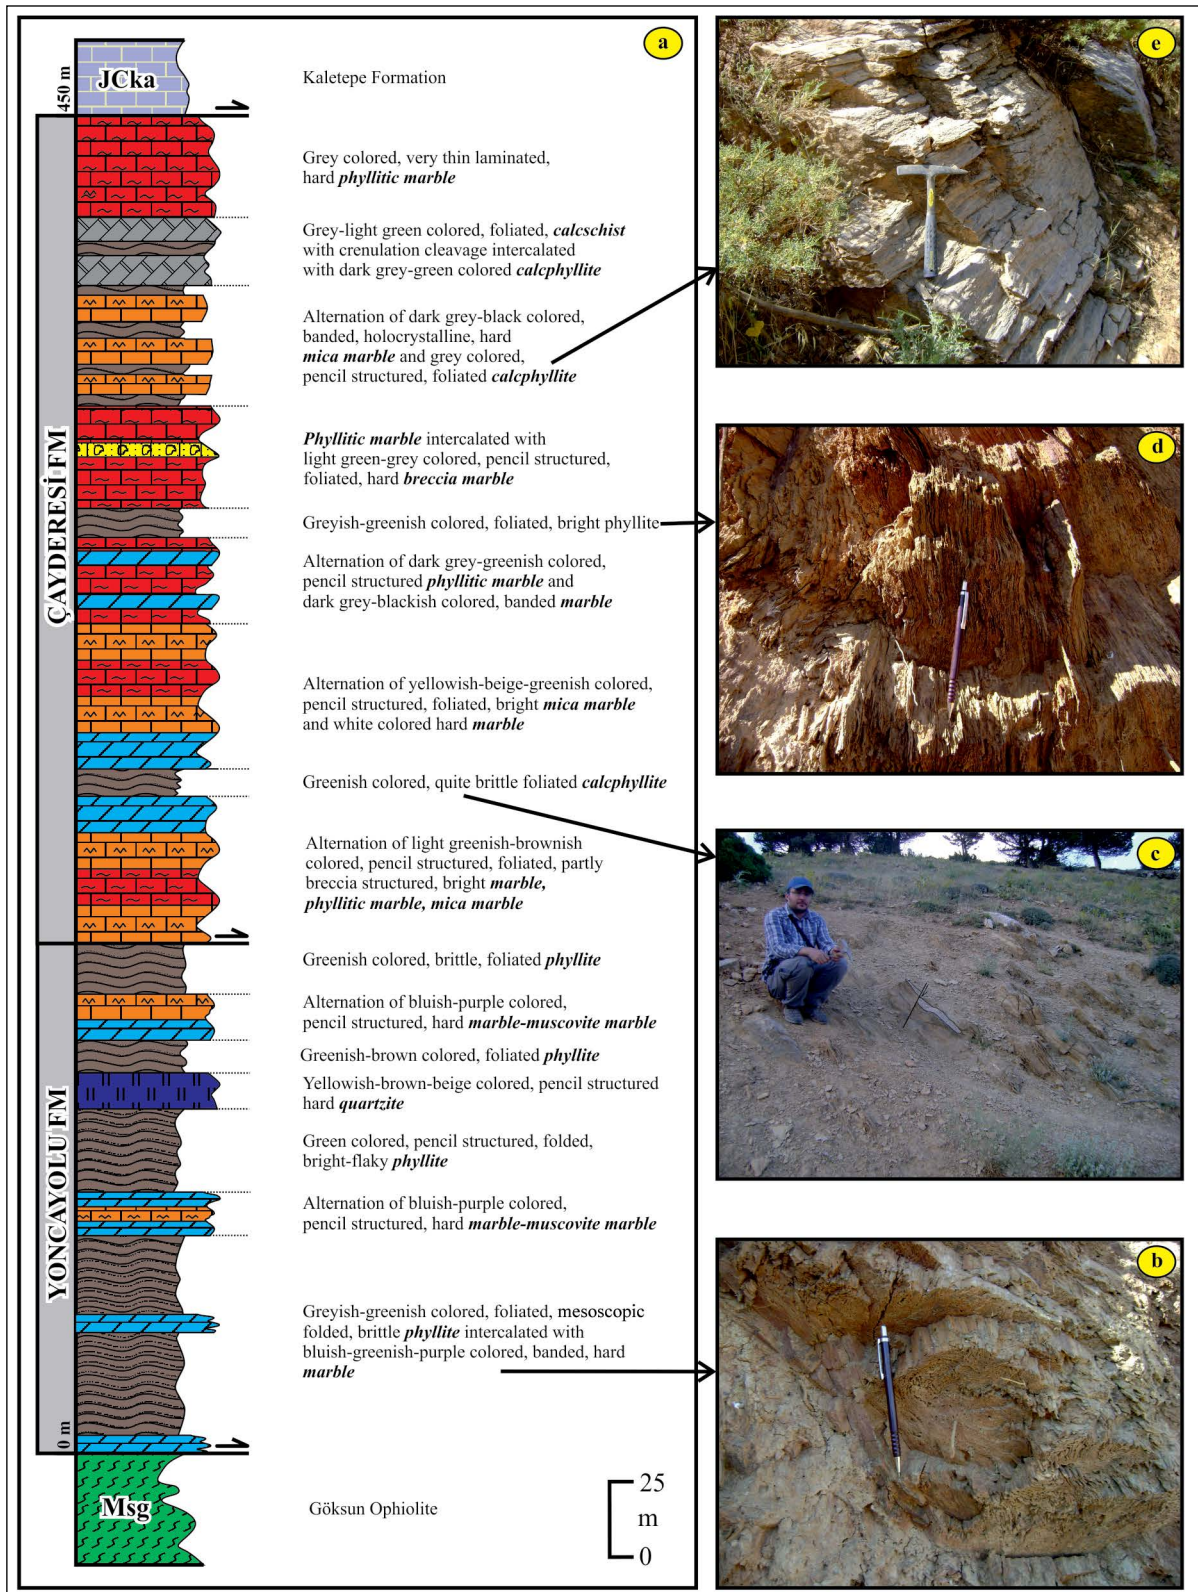 a
JCka
450 m
Kaletepe Formation
Grey colored, very thin laminated,
hard phyllitic marble
Grey-light green colored, foliated, calcschist
with crenulation cleavage intercalated
with dark grey-green colored calcphyllite
Alternation of dark grey-black colored,
banded, holocrystalline, hard
mica marble and grey colored,
pencil structured, foliated calcphyllite
Phyllitic marble intercalated with
light green-grey colored, pencil structured,
foliated, hard breccia marble
Greyish-greenish colored, foliated, bright phyllite
Alternation of dark grey-greenish colored,
pencil structured phyllitic marble and
dark grey-blackish colored, banded marble
Alternation of yellowish-beige-greenish colored,
pencil structured, foliated, bright mica marble
and white colored hard marble
Greenish colored, quite brittle foliated calcphyllite
Alternation of light greenish-brownish
colored, pencil structured, foliated, partly
breccia structured, bright marble,
phyllitic marble, mica marble
ÇAYDERESİ FM
Greenish colored, brittle, foliated phyllite
Alternation of bluish-purple colored,
pencil structured, hard marble-muscovite marble
Greenish-brown colored, foliated phyllite
Yellowish-brown-beige colored, pencil structured
hard quartzite
Green colored, pencil structured, folded,
bright-flaky phyllite
Alternation of bluish-purple colored,
pencil structured, hard marble-muscovite marble
Greyish-greenish colored, foliated, mesoscopic
folded, brittle phyllite intercalated with
bluish-greenish-purple colored, banded, hard
marble
YONCAYOLU FM
0 m
Msg
Göksun Ophiolite
25
m
0
e
d
c
b